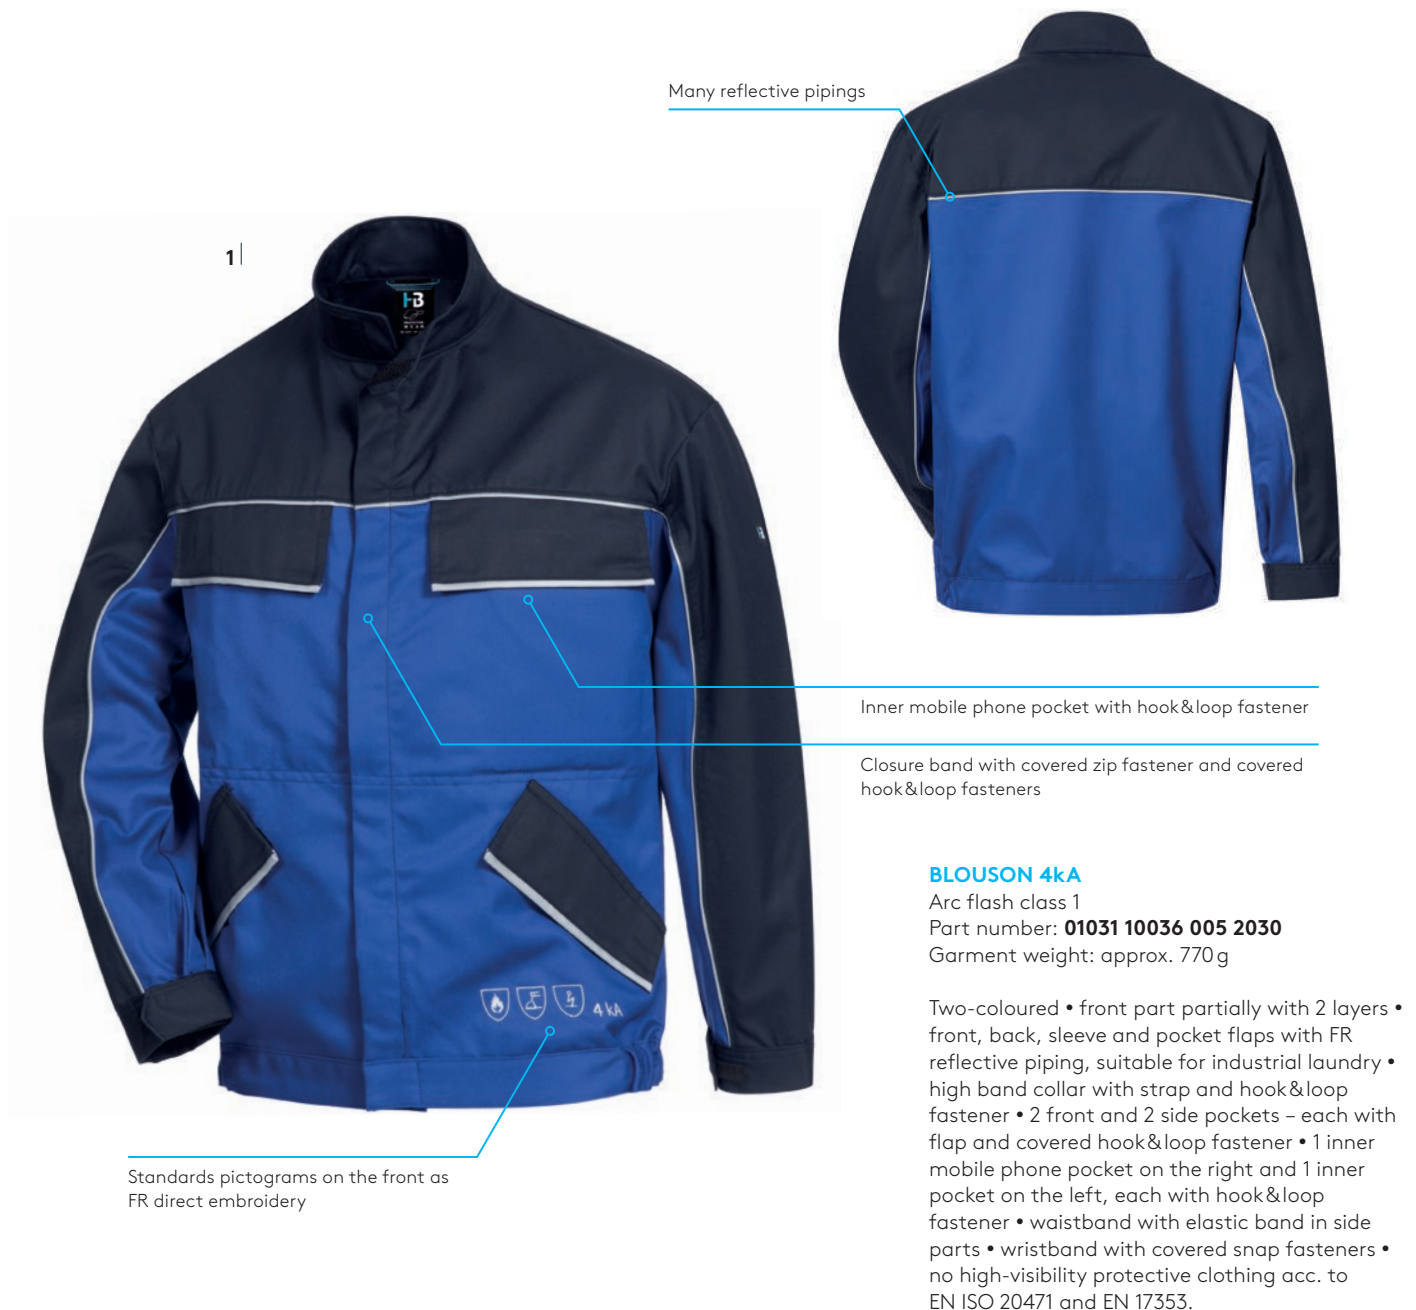 Many reflective pipings
1
HB
Inner mobile phone pocket with hook&loop fastener
Closure band with covered zip fastener and covered
hook&loop fasteners
BLOUSON 4kA
Arc flash class 1
Part number: 01031 10036 005 2030
Garment weight: approx. 770 g
Two-coloured • front part partially with 2 layers •
front, back, sleeve and pocket flaps with FR
reflective piping, suitable for industrial laundry •
high band collar with strap and hook&loop
fastener • 2 front and 2 side pockets – each with
flap and covered hook&loop fastener • 1 inner
mobile phone pocket on the right and 1 inner
pocket on the left, each with hook&loop
fastener • waistband with elastic band in side
parts • wristband with covered snap fasteners •
no high-visibility protective clothing acc. to
EN ISO 20471 and EN 17353.
4 kA
Standards pictograms on the front as
FR direct embroidery